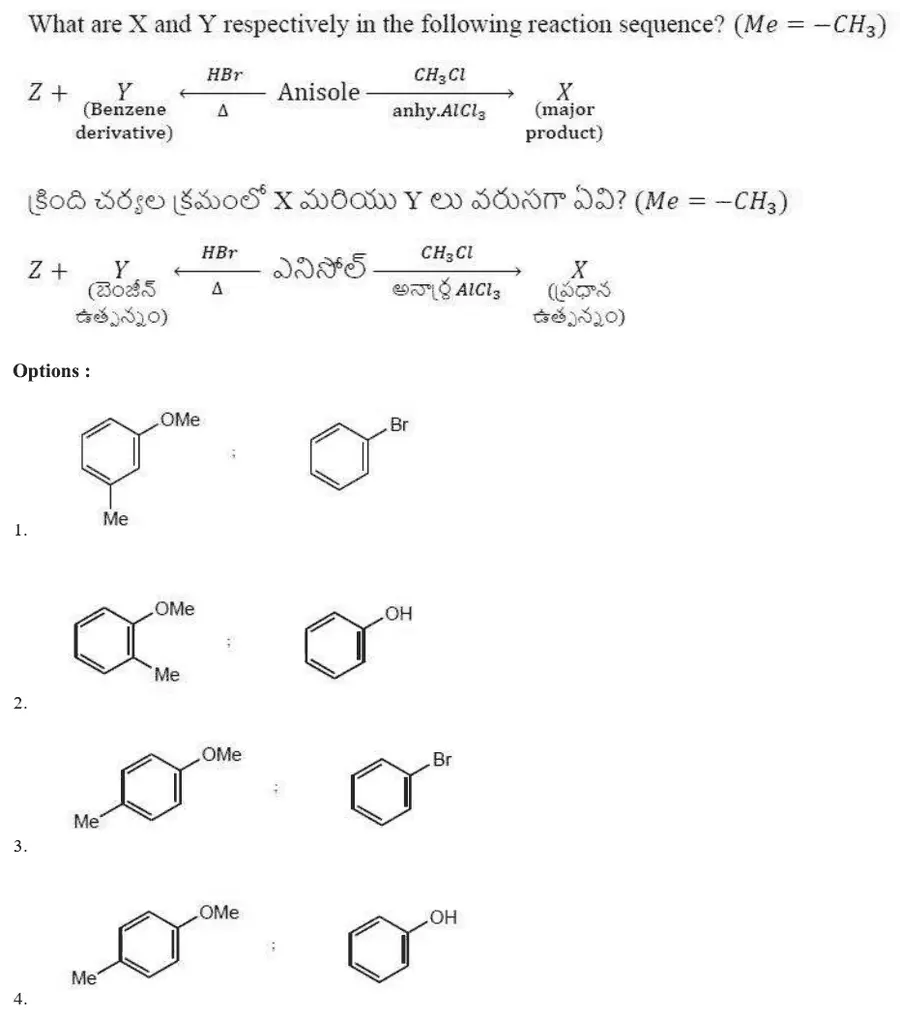 What are X and Y respectively in the following reaction sequence? (Me = −CH₃)
Z + Y ← HBr / Δ Anisole CH₃Cl / anhy.AlCl₃ → X
(Benzene derivative) (major product)
క్రింది చర్యల క్రమంలో X మరియు Y లు వరుసగా ఏవి? (Me = −CH₃)
Z + Y ← HBr / Δ ఎనిసోల్ CH₃Cl / అనార్ద్ర AlCl₃ → X
(బెంజీన్ ఉత్పన్నం) (ప్రధాన ఉత్పన్నం)
Options :
OMe ; Br
Me
1.
OMe ; OH
Me
2.
OMe ; Br
Me
3.
OMe ; OH
Me
4.